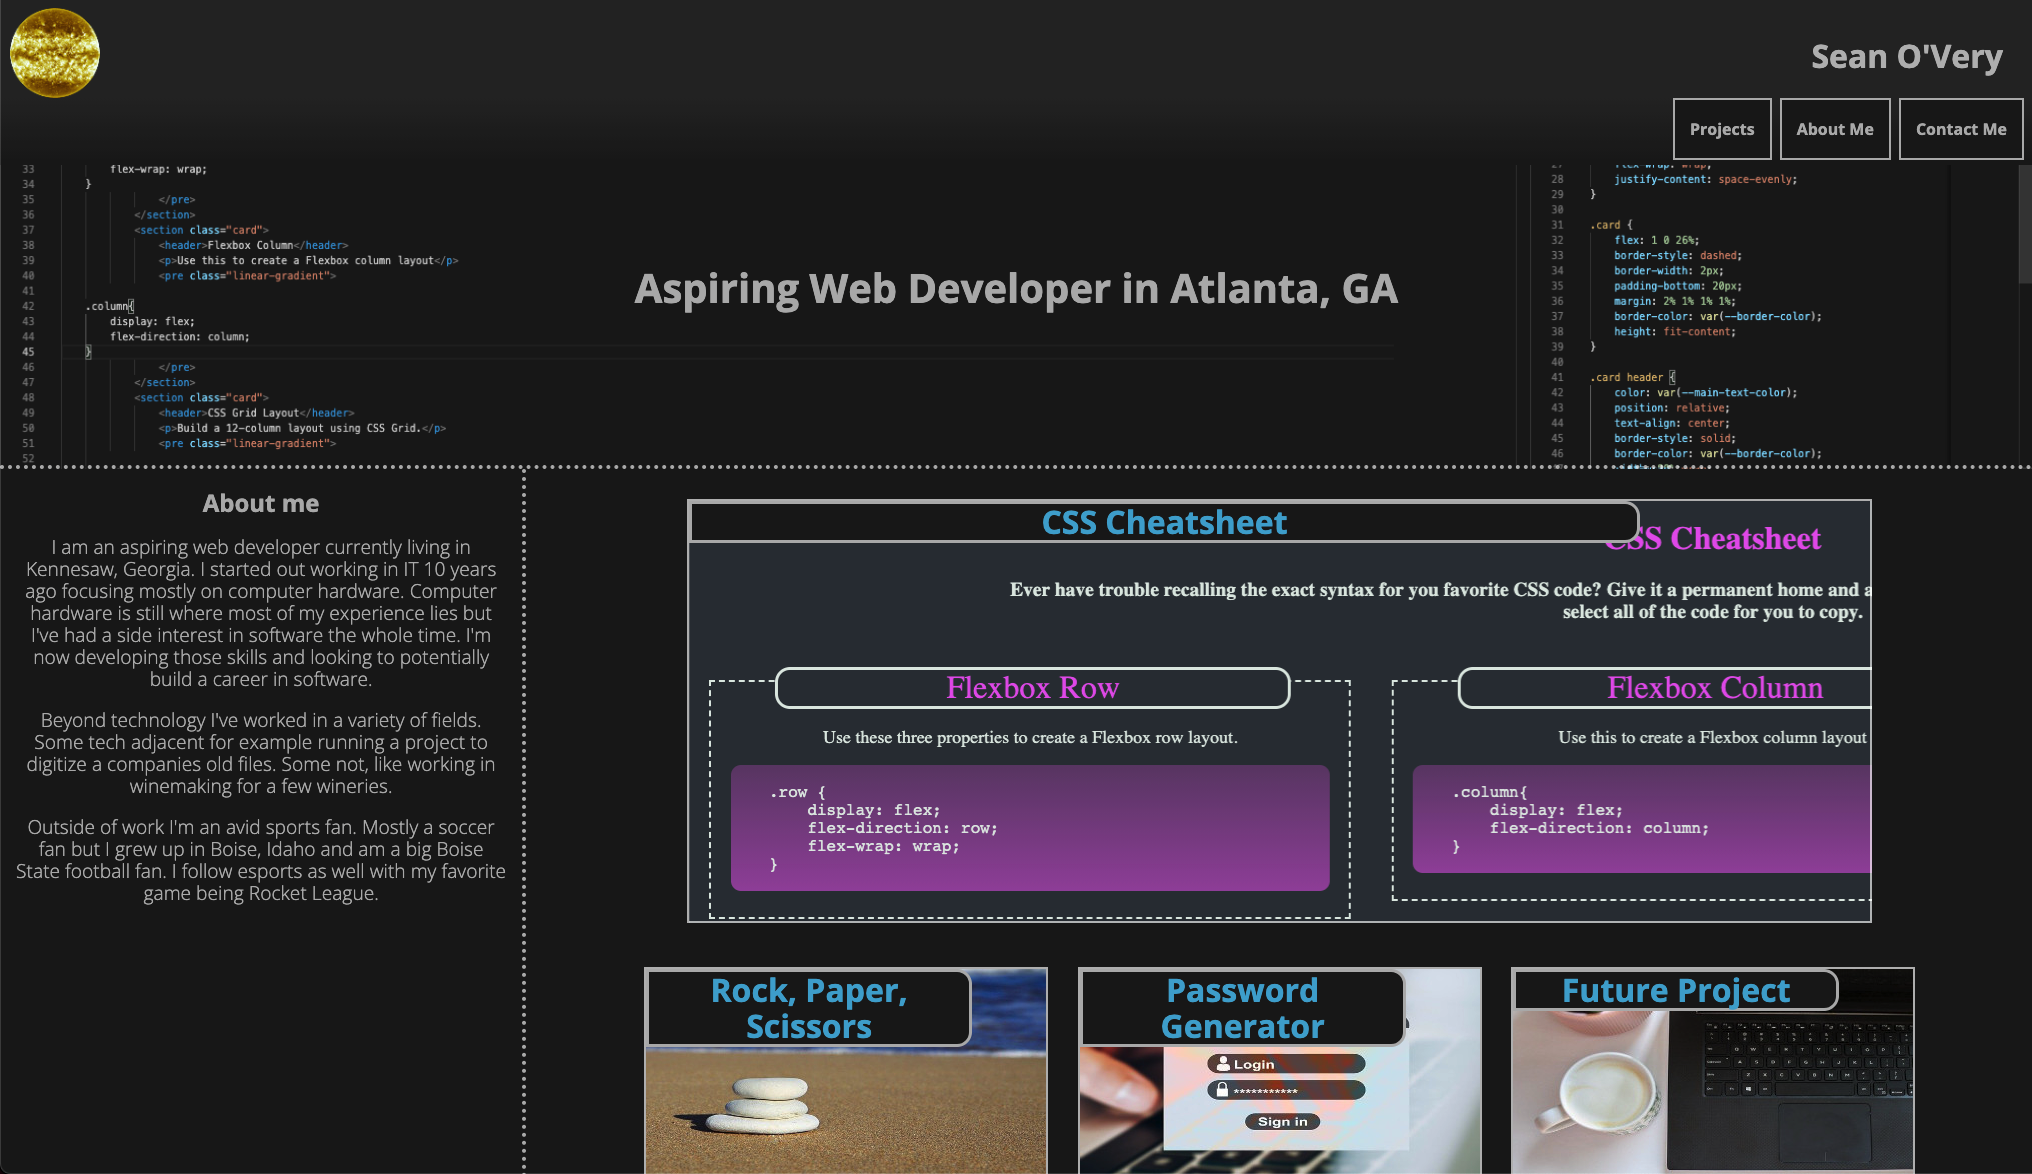 Sean O'Very
Projects
About Me
Contact Me
33 flex-wrap: wrap;
34 }
35 </pre>
36 </section>
37 <section class="card">
38 <header>Flexbox Column</header>
39 <p>Use this to create a Flexbox column layout</p>
40 <pre class="linear-gradient">
41
42 .column{
43 display: flex;
44 flex-direction: column;
45 }
46 </pre>
47 </section>
48 <section class="card">
49 <header>CSS Grid Layout</header>
50 <p>Build a 12-column layout using CSS Grid.</p>
51 <pre class="linear-gradient">
52
Aspiring Web Developer in Atlanta, GA
27 flex-wrap: wrap;
28 justify-content: space-evenly;
29 }
30
31 .card {
32 flex: 1 0 26%;
33 border-style: dashed;
34 border-width: 2px;
35 padding-bottom: 20px;
36 margin: 2% 1% 1% 1%;
37 border-color: var(--border-color);
38 height: fit-content;
39 }
40
41 .card header {
42 color: var(--main-text-color);
43 position: relative;
44 text-align: center;
45 border-style: solid;
46 border-color: var(--border-color);
About me
I am an aspiring web developer currently living in
Kennesaw, Georgia. I started out working in IT 10 years
ago focusing mostly on computer hardware. Computer
hardware is still where most of my experience lies but
I've had a side interest in software the whole time. I'm
now developing those skills and looking to potentially
build a career in software.
Beyond technology I've worked in a variety of fields.
Some tech adjacent for example running a project to
digitize a companies old files. Some not, like working in
winemaking for a few wineries.
Outside of work I'm an avid sports fan. Mostly a soccer
fan but I grew up in Boise, Idaho and am a big Boise
State football fan. I follow esports as well with my favorite
game being Rocket League.
CSS Cheatsheet
CSS Cheatsheet
Ever have trouble recalling the exact syntax for you favorite CSS code? Give it a permanent home and a
select all of the code for you to copy.
Flexbox Row
Use these three properties to create a Flexbox row layout.
.row {
display: flex;
flex-direction: row;
flex-wrap: wrap;
}
Flexbox Column
Use this to create a Flexbox column layout
.column{
display: flex;
flex-direction: column;
}
Rock, Paper,
Scissors
Password
Generator
Login
***********
Sign in
Future Project